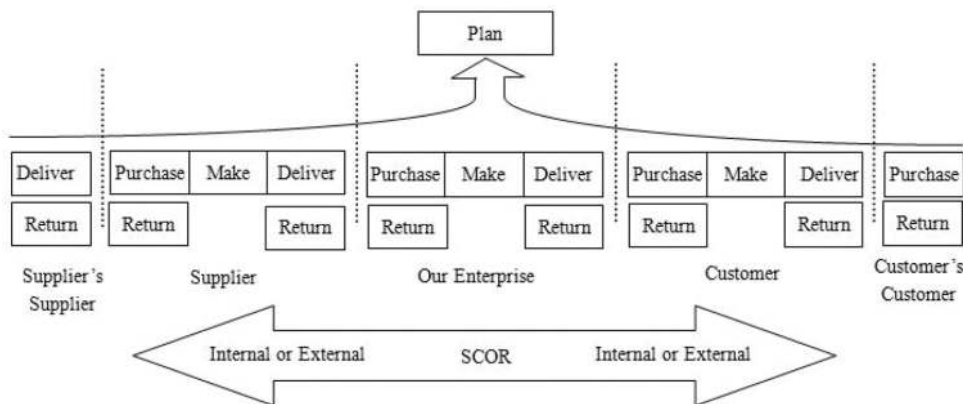 Plan
Deliver Purchase Make Deliver Purchase Make Deliver Purchase Make Deliver Purchase
Return Return Return Return Return Return Return Return
Supplier's
Supplier
Supplier
Our Enterprise
Customer
Customer's
Customer
Internal or External SCOR Internal or External